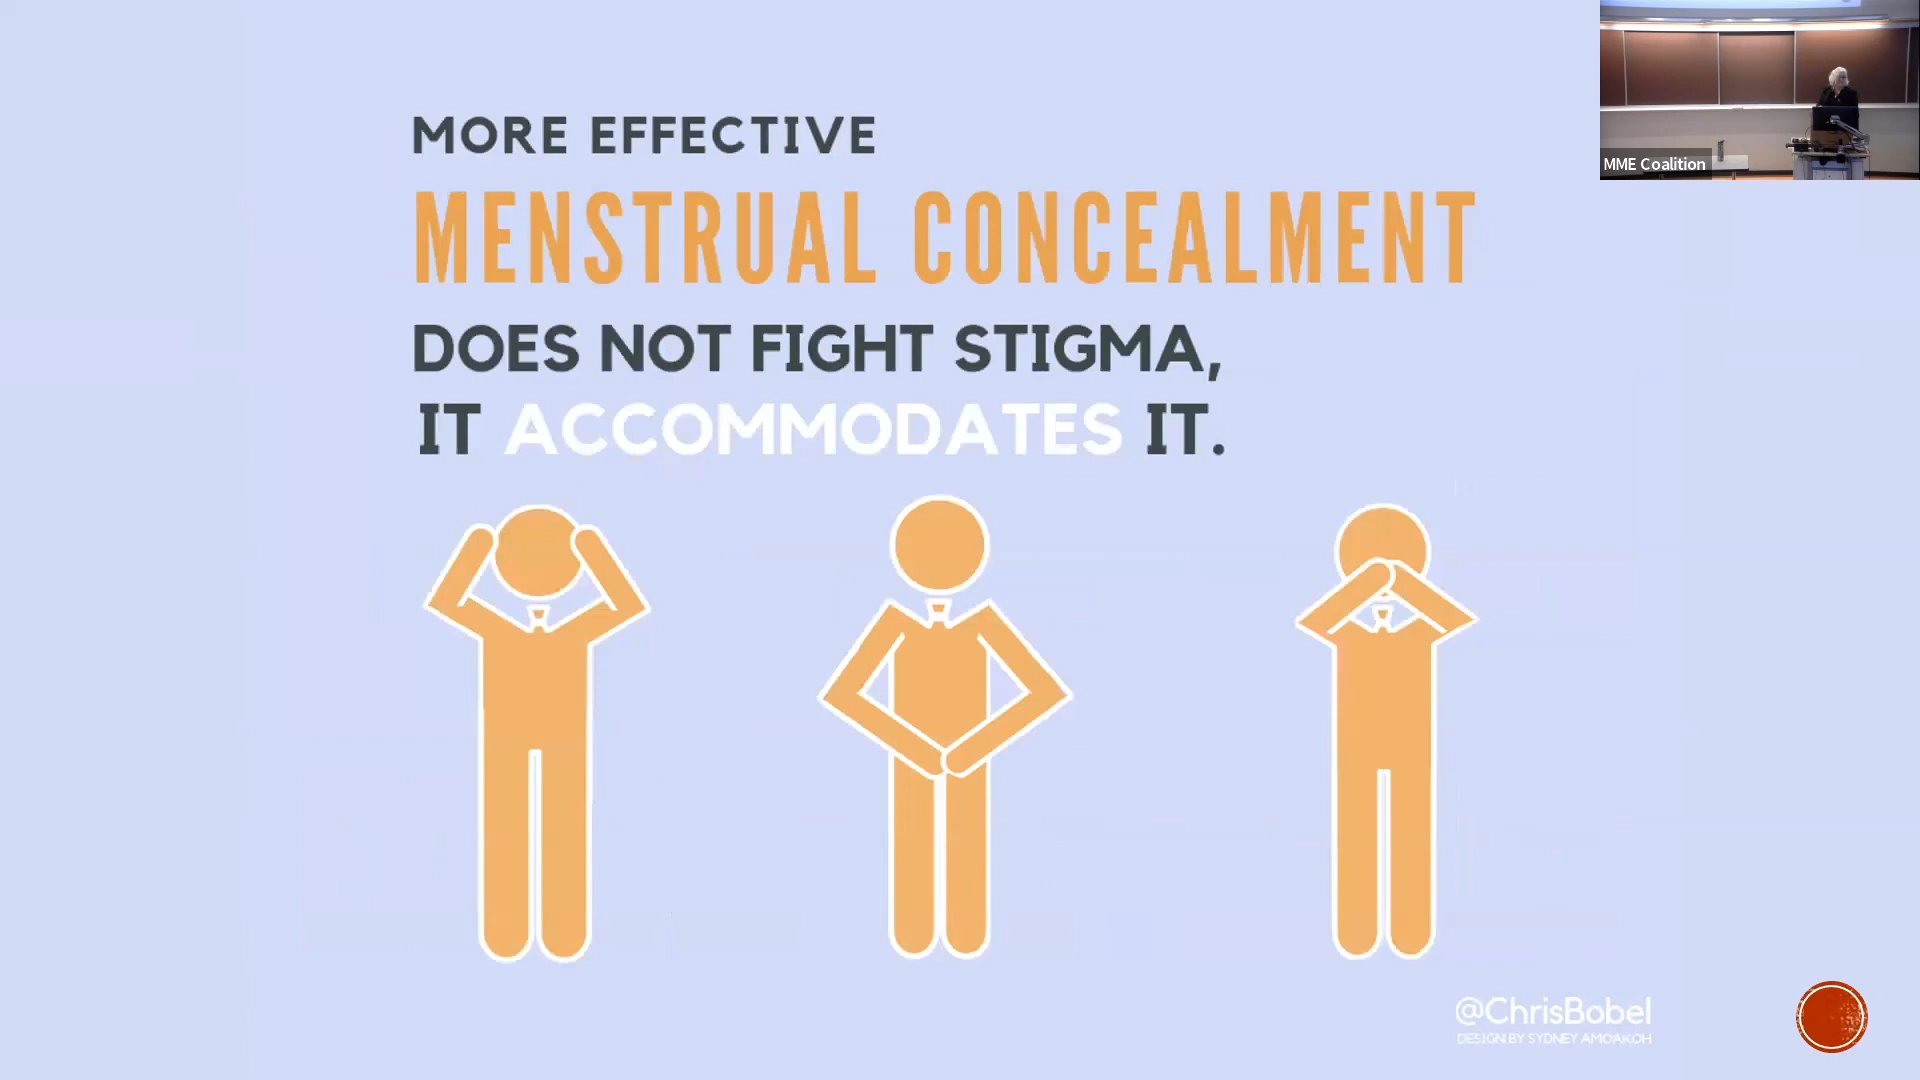 MORE EFFECTIVE
MENSTRUAL CONCEALMENT
DOES NOT FIGHT STIGMA,
IT ACCOMMODATES IT.
MME Coalition
@ChrisBobel
DESIGN BY SYDNEY AMOAKOH